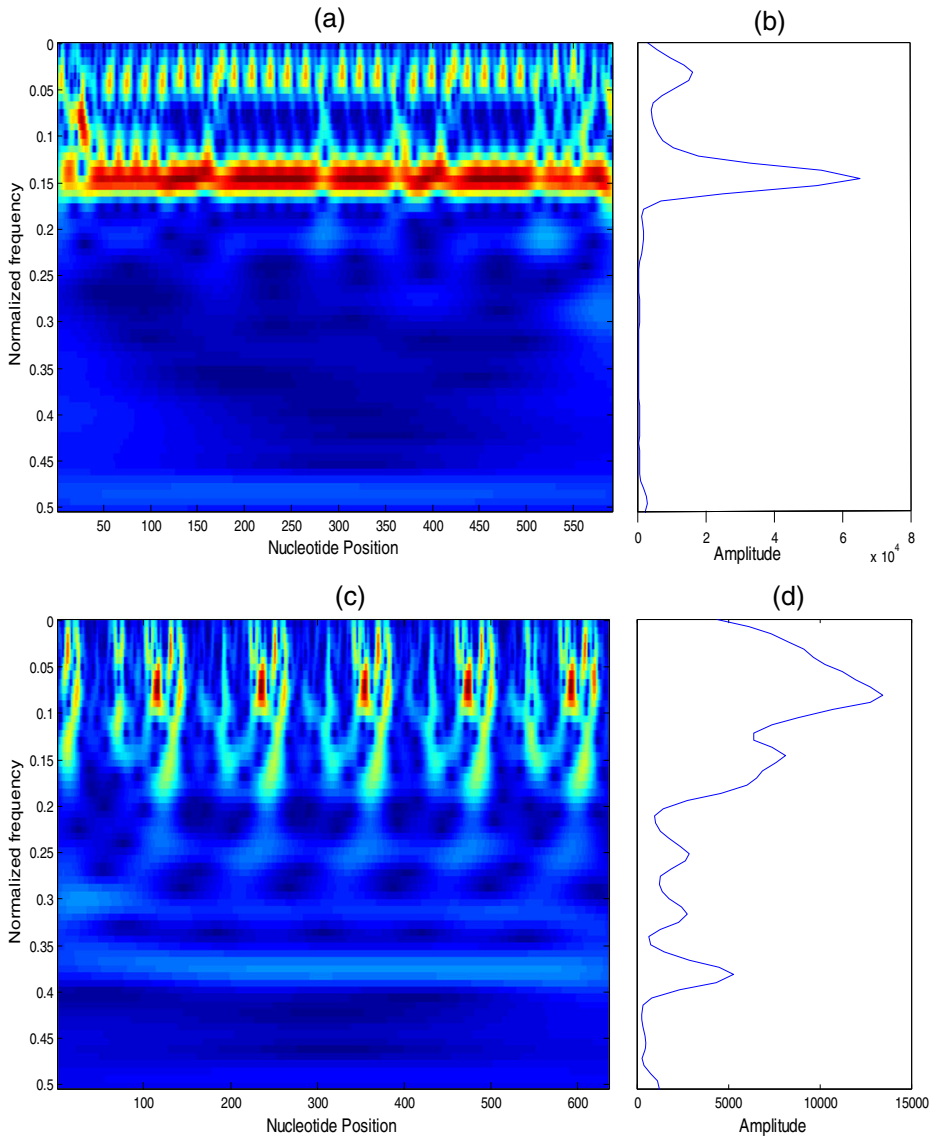 (a)
(b)
0
0.05
0.1
0.15
0.2
0.25
0.3
0.35
0.4
0.45
0.5
Normalized frequency
50 100 150 200 250 300 350 400 450 500 550
Nucleotide Position
0 2 4 6 8
Amplitude
x 10^4
(c)
(d)
0
0.05
0.1
0.15
0.2
0.25
0.3
0.35
0.4
0.45
0.5
Normalized frequency
100 200 300 400 500 600
Nucleotide Position
0 5000 10000 15000
Amplitude